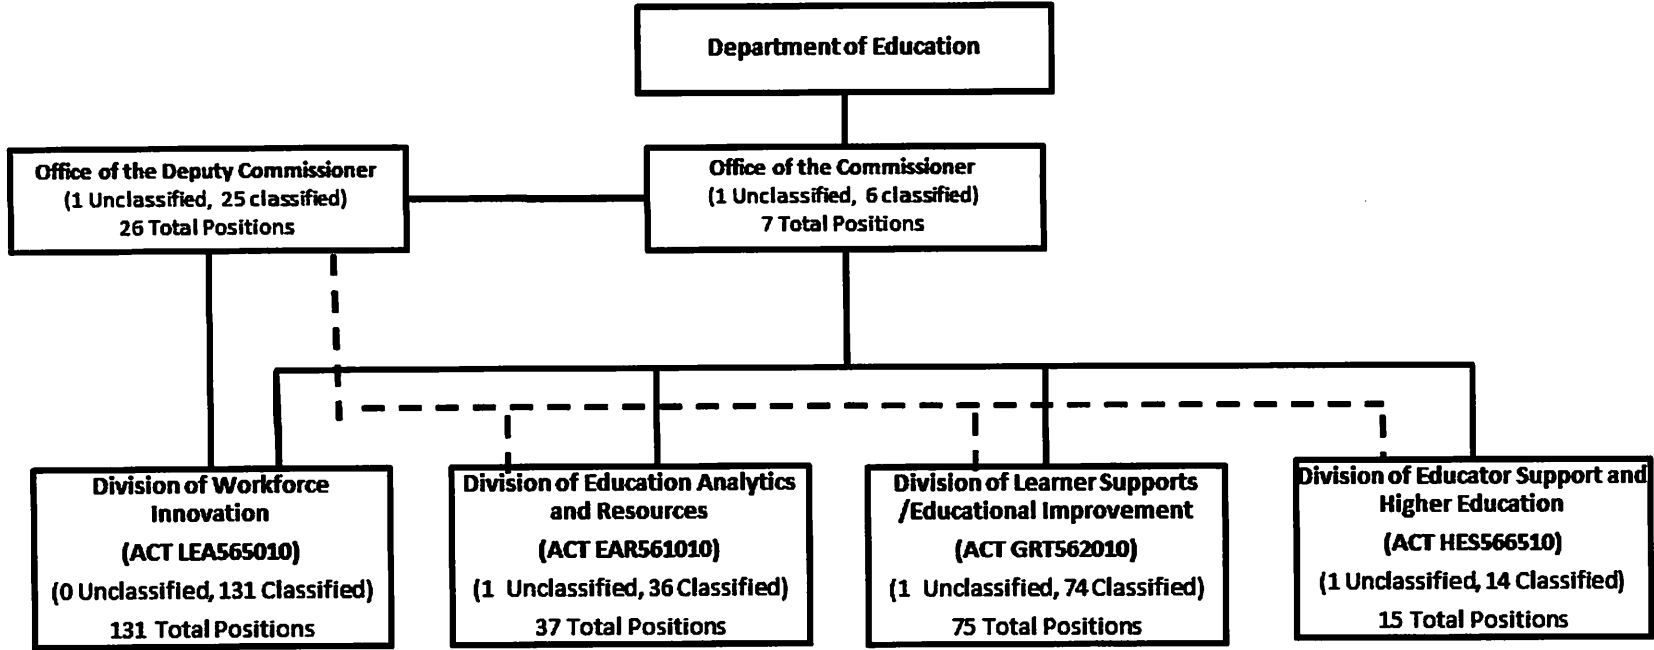 Department of Education
Office of the Deputy Commissioner
(1 Unclassified, 25 classified)
26 Total Positions
Office of the Commissioner
(1 Unclassified, 6 classified)
7 Total Positions
Division of Workforce
Innovation
(ACT LEA565010)
(0 Unclassified, 131 Classified)
131 Total Positions
Division of Education Analytics
and Resources
(ACT EAR561010)
(1 Unclassified, 36 Classified)
37 Total Positions
Division of Learner Supports
/Educational Improvement
(ACT GRT562010)
(1 Unclassified, 74 Classified)
75 Total Positions
Division of Educator Support and
Higher Education
(ACT HES566510)
(1 Unclassified, 14 Classified)
15 Total Positions